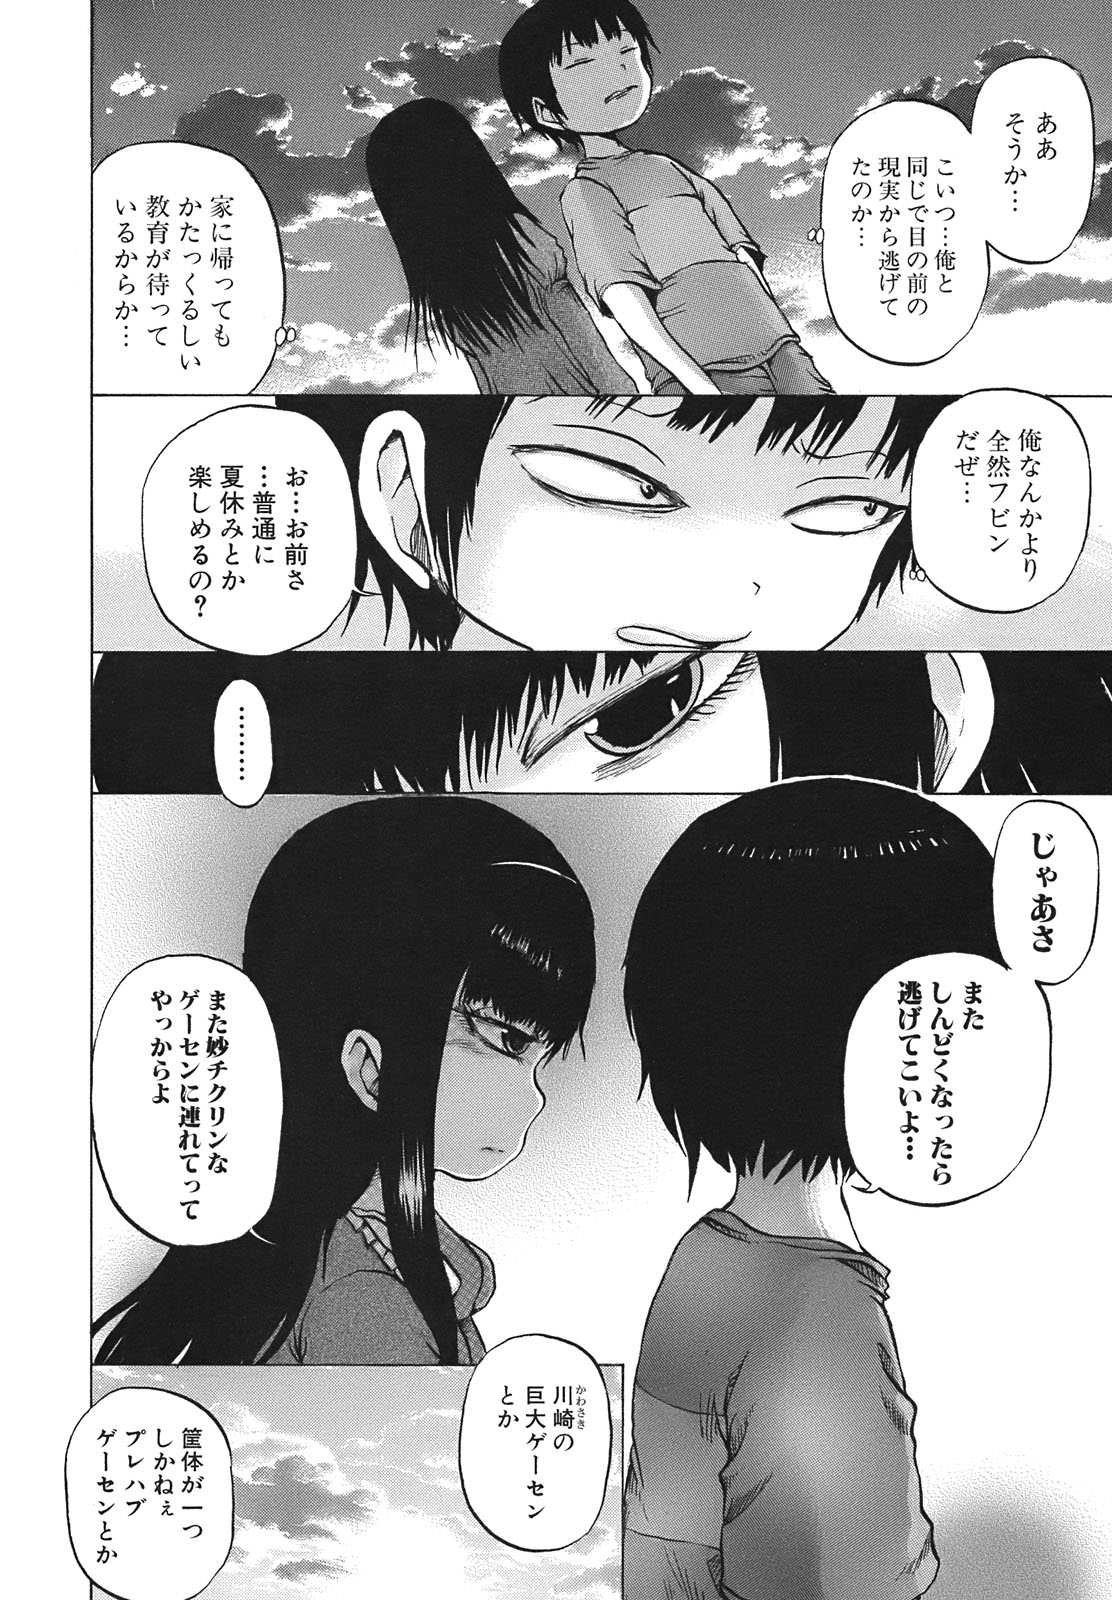 ああ
そうか…
こいつ…俺と
同じで目の前の
現実から逃げて
たのか…
家に帰っても
かたっくるしい
教育が待って
いるからか…
俺なんかより
全然フビン
だぜ…
お…お前さ
…普通に
夏休みとか
楽しめるの？
………
じゃあさ
また
しんどくなったら
逃げてこいよ…
また妙チクリンな
ゲーセンに連れてって
やっからよ
川崎の
かわさき
巨大ゲーセン
とか
筐体が一つ
しかねぇ
プレハブ
ゲーセンとか